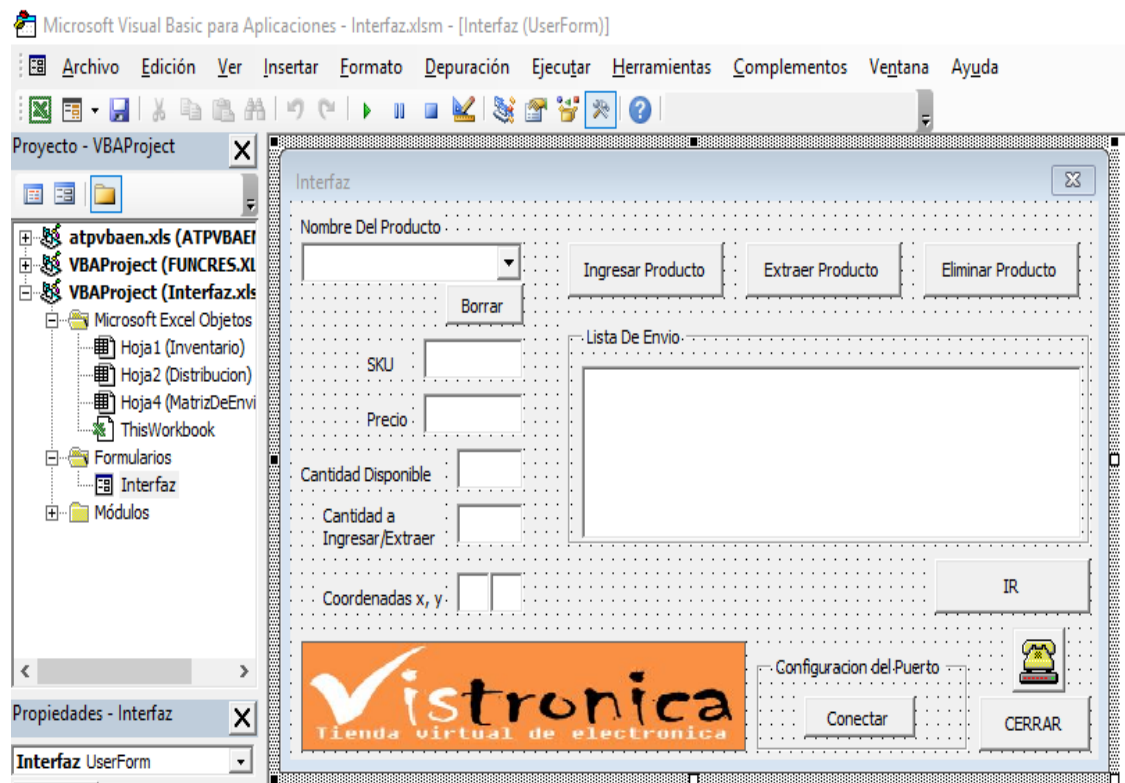 Microsoft Visual Basic para Aplicaciones - Interfaz.xlsm - [Interfaz (UserForm)]
Archivo Edición Ver Insertar Formato Depuración Ejecutar Herramientas Complementos Ventana Ayuda
Proyecto - VBAProject
atpvbaen.xls (ATPVBAEN
VBAProject (FUNCRES.XL
VBAProject (Interfaz.xls
Microsoft Excel Objetos
Hoja1 (Inventario)
Hoja2 (Distribucion)
Hoja4 (MatrizDeEnvi
ThisWorkbook
Formularios
Interfaz
Módulos
Propiedades - Interfaz
Interfaz UserForm
Interfaz
Nombre Del Producto
Borrar
Ingresar Producto
Extraer Producto
Eliminar Producto
SKU
Precio
Cantidad Disponible
Cantidad a
Ingresar/Extraer
Coordenadas x, y
Lista De Envio
IR
Vistronica
Tienda virtual de electronica
Configuracion del Puerto
Conectar
CERRAR